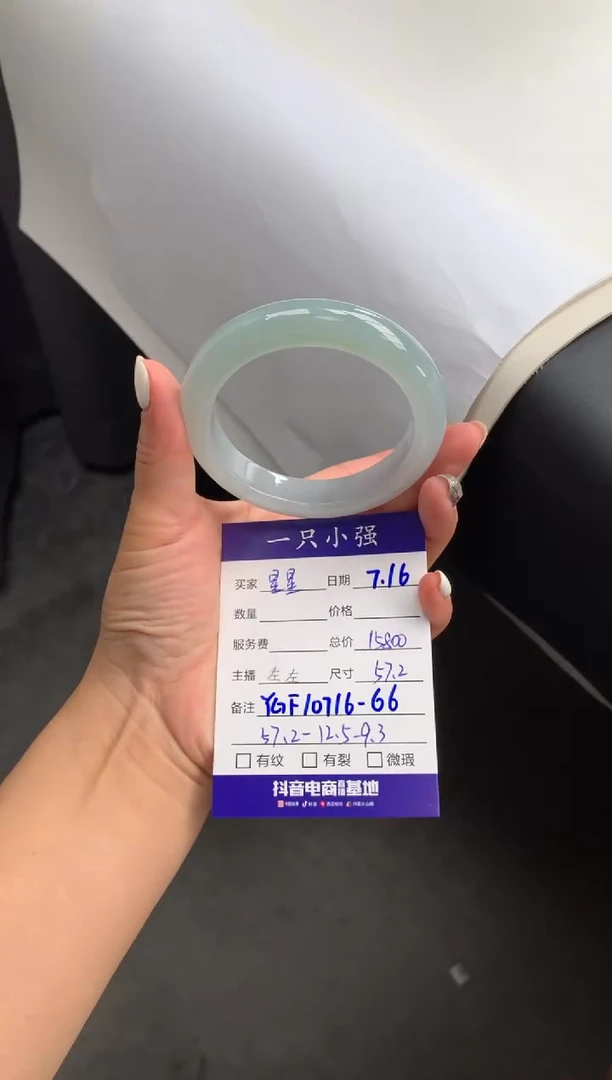 一只小强
买家 星星 日期 7.16
数量 价格
服务费 总价 15800
主播 左左 尺寸 57.2
备注 YGF10716-66
57.2-12.5-9.3
有纹 有裂 微瑕
抖音电商直播基地